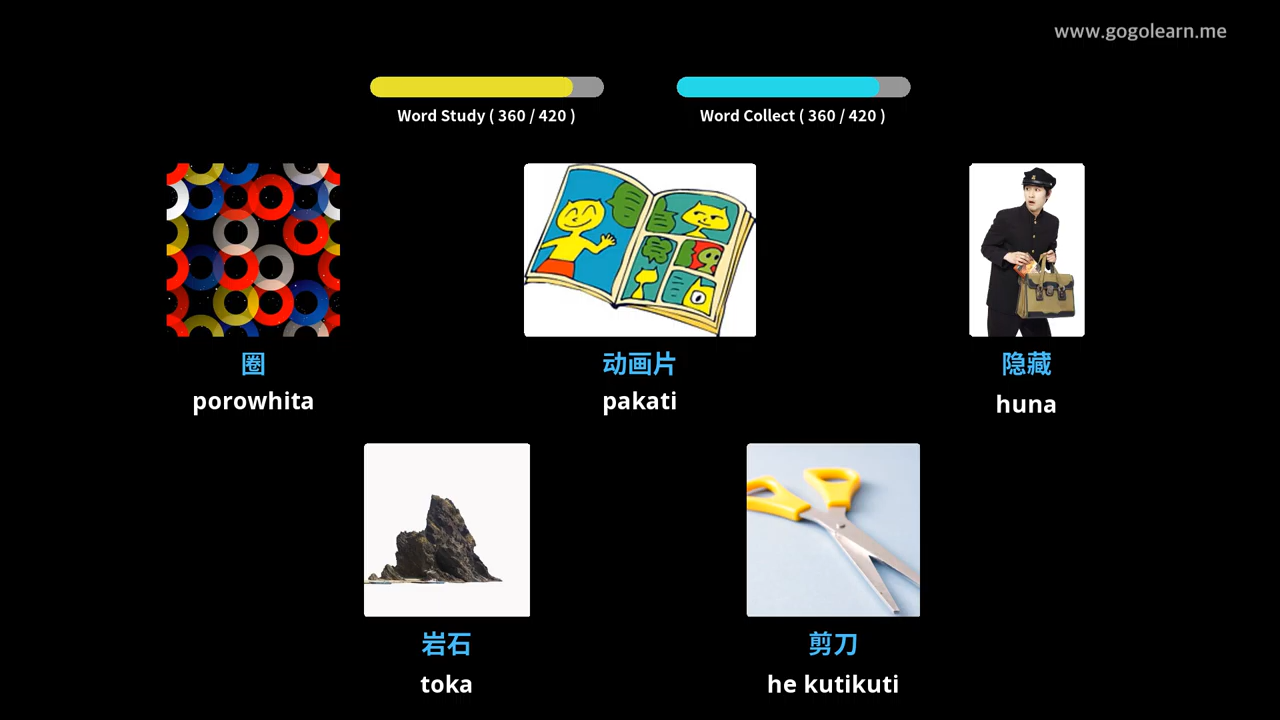 www.gogolearn.me
Word Study ( 360 / 420 )
Word Collect ( 360 / 420 )
圈
porowhita
动画片
pakati
隐藏
huna
岩石
toka
剪刀
he kutikuti